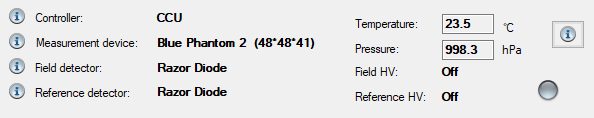 Controller: CCU
Measurement device: Blue Phantom 2 (48*48*41)
Field detector: Razor Diode
Reference detector: Razor Diode
Temperature: 23.5 °C
Pressure: 998.3 hPa
Field HV: Off
Reference HV: Off